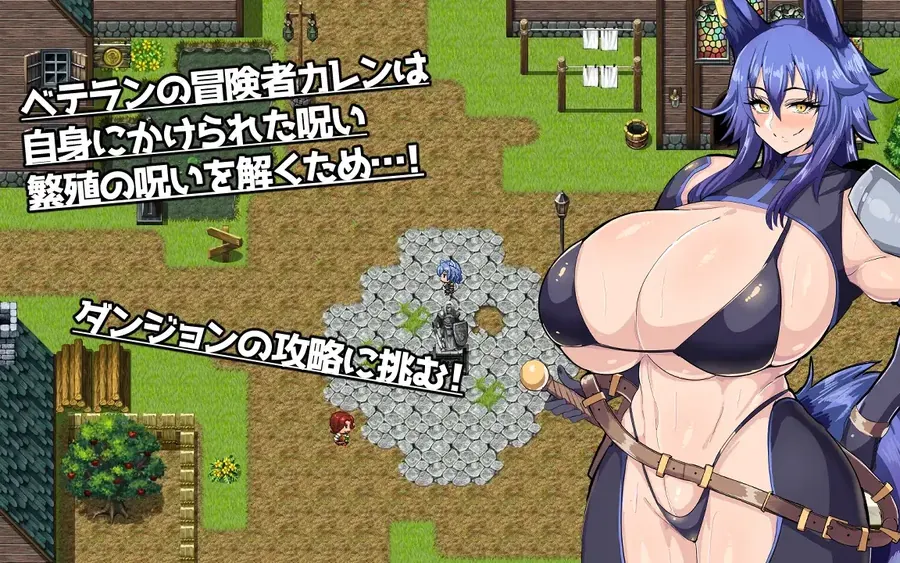 ベテランの冒険者カレンは
自身にかけられた呪い
繁殖の呪いを解くため…！
ダンジョンの攻略に挑む！